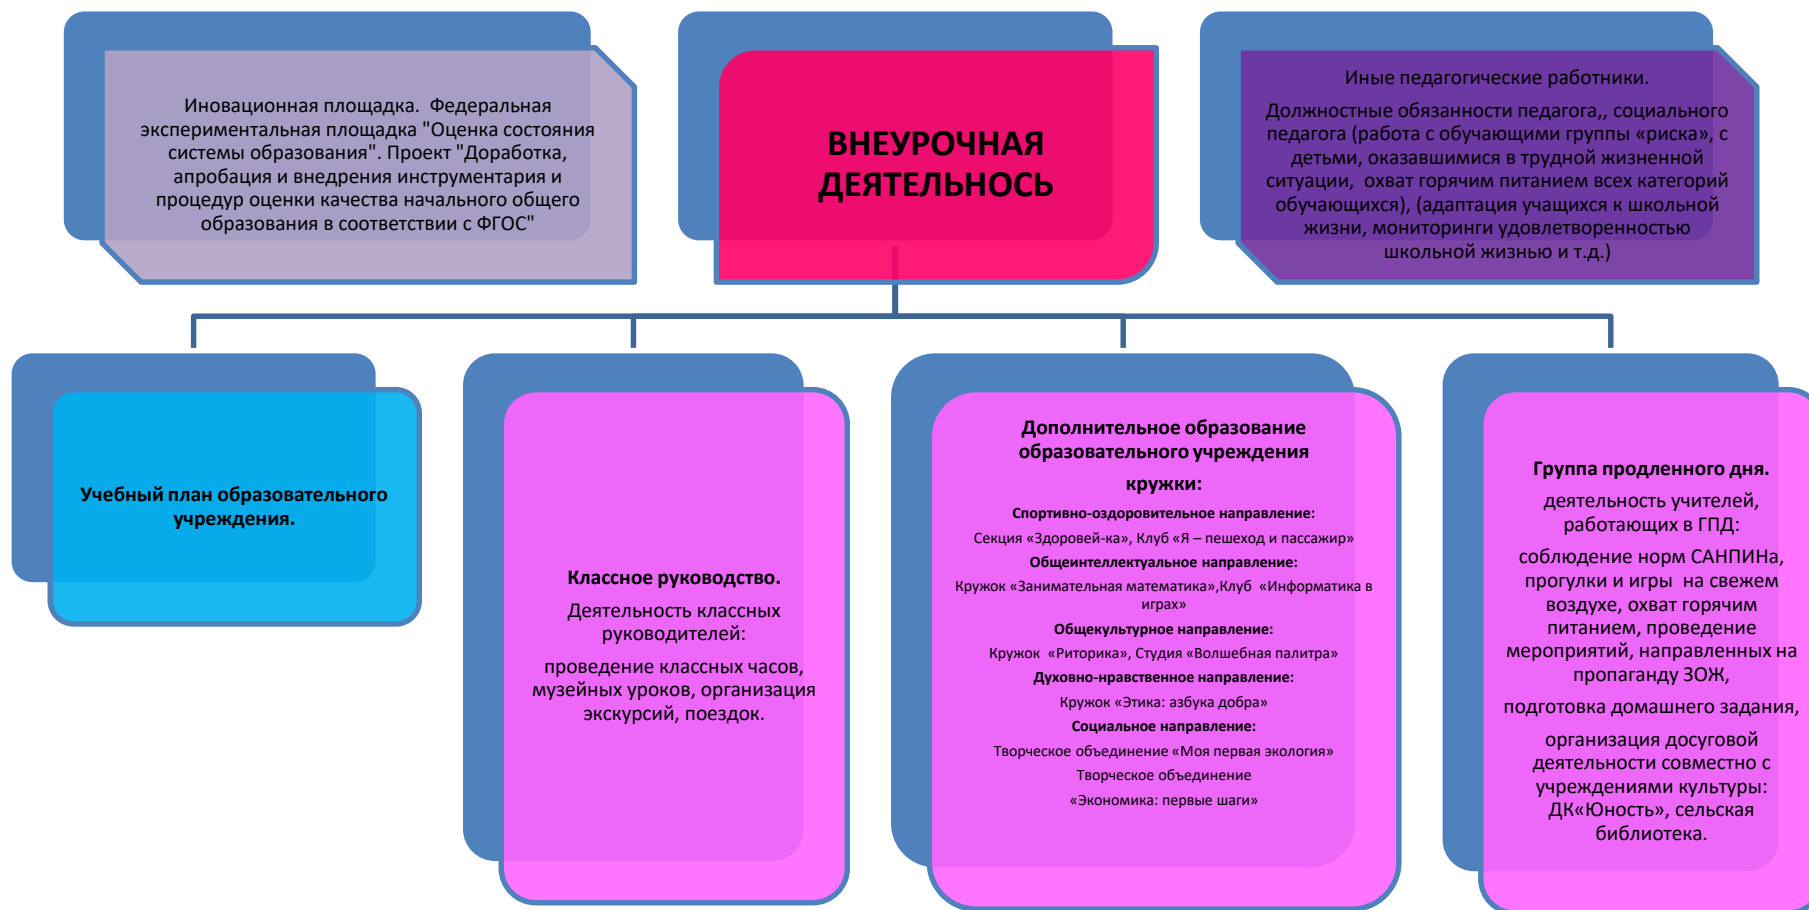 Иновационная площадка. Федеральная
экспериментальная площадка "Оценка состояния
системы образования". Проект "Доработка,
апробация и внедрения инструментария и
процедур оценки качества начального общего
образования в соответствии с ФГОС"
ВНЕУРОЧНАЯ
ДЕЯТЕЛЬНОСЬ
Иные педагогические работники.
Должностные обязанности педагога,, социального
педагога (работа с обучающими группы «риска», с
детьми, оказавшимися в трудной жизненной
ситуации, охват горячим питанием всех категорий
обучающихся), (адаптация учащихся к школьной
жизни, мониторинги удовлетворенностью
школьной жизнью и т.д.)
Учебный план образовательного
учреждения.
Классное руководство.
Деятельность классных
руководителей:
проведение классных часов,
музейных уроков, организация
экскурсий, поездок.
Дополнительное образование
образовательного учреждения
кружки:
Спортивно-оздоровительное направление:
Секция «Здоровей-ка», Клуб «Я – пешеход и пассажир»
Общеинтеллектуальное направление:
Кружок «Занимательная математика»,Клуб «Информатика в
играх»
Общекультурное направление:
Кружок «Риторика», Студия «Волшебная палитра»
Духовно-нравственное направление:
Кружок «Этика: азбука добра»
Социальное направление:
Творческое объединение «Моя первая экология»
Творческое объединение
«Экономика: первые шаги»
Группа продленного дня.
деятельность учителей,
работающих в ГПД:
соблюдение норм САНПИНа,
прогулки и игры на свежем
воздухе, охват горячим
питанием, проведение
мероприятий, направленных на
пропаганду ЗОЖ,
подготовка домашнего задания,
организация досуговой
деятельности совместно с
учреждениями культуры:
ДК«Юность», сельская
библиотека.